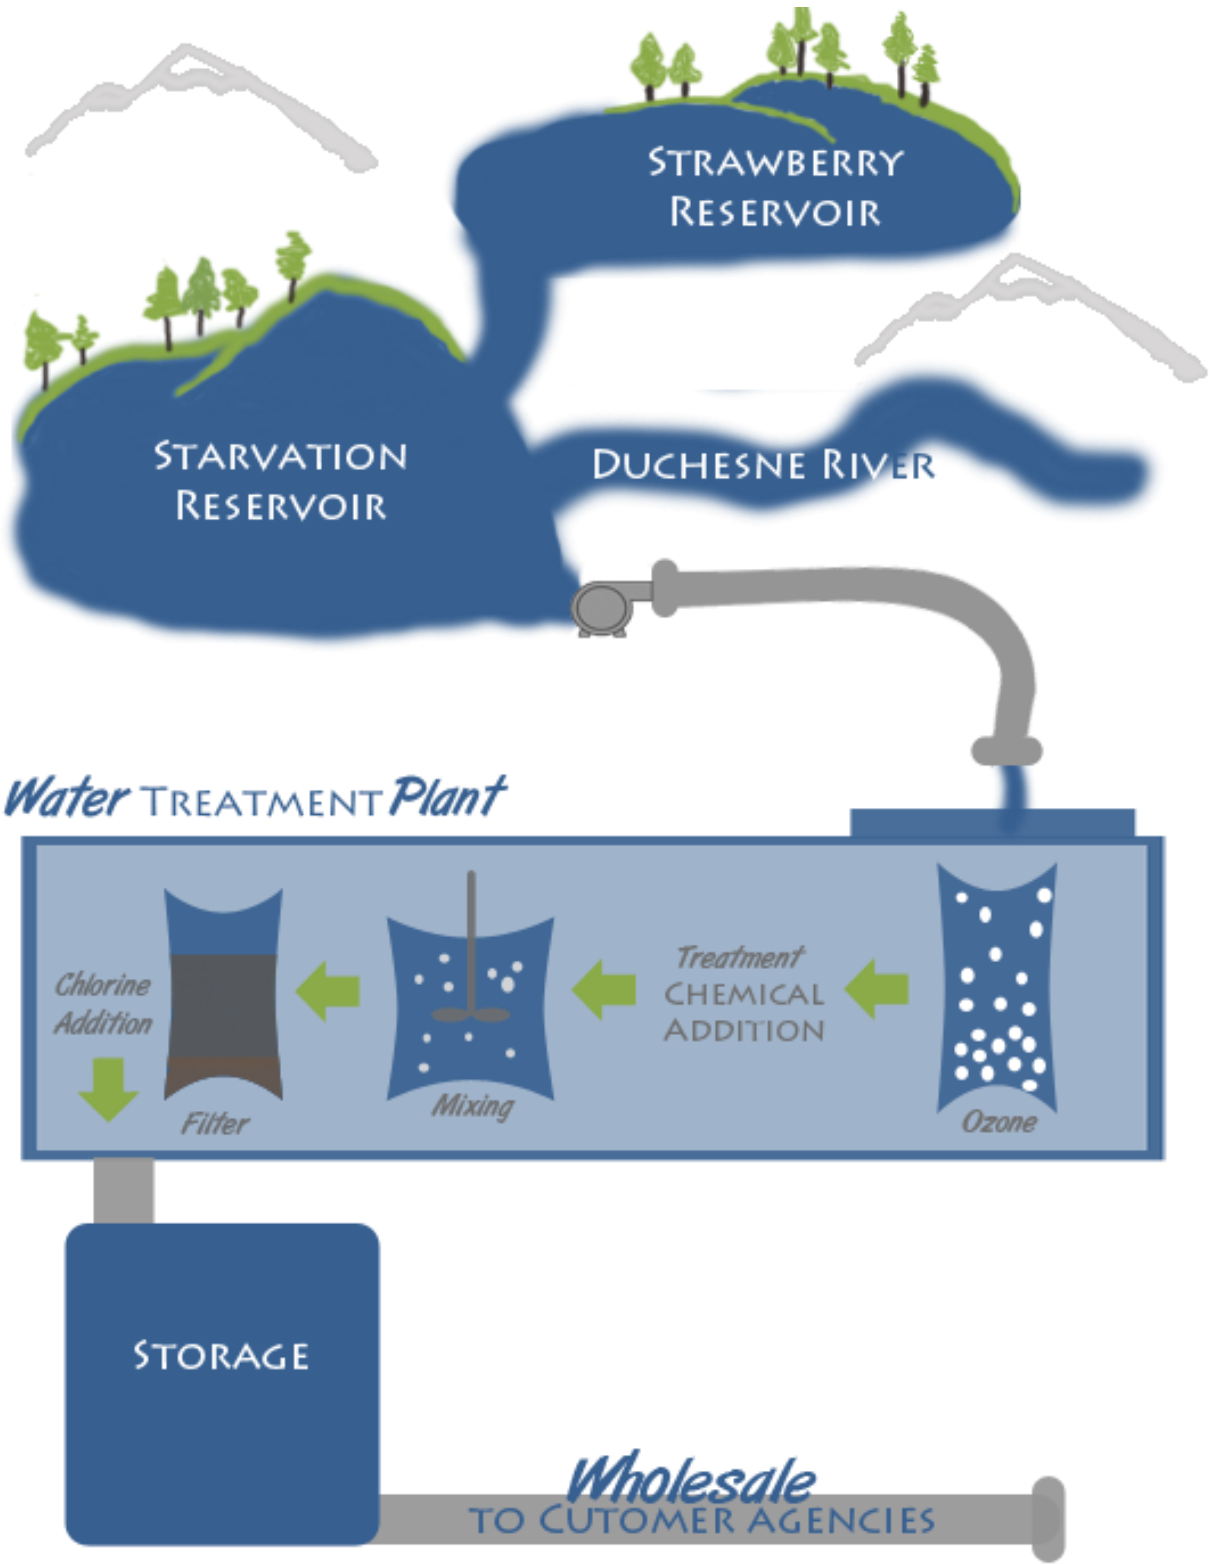 STRAWBERRY
RESERVOIR
STARVATION
RESERVOIR
DUCHESNE RIVER
Water TREATMENT Plant
Chlorine
Addition
Filter
Mixing
Treatment
CHEMICAL
ADDITION
Ozone
STORAGE
Wholesale
TO CUTOMER AGENCIES